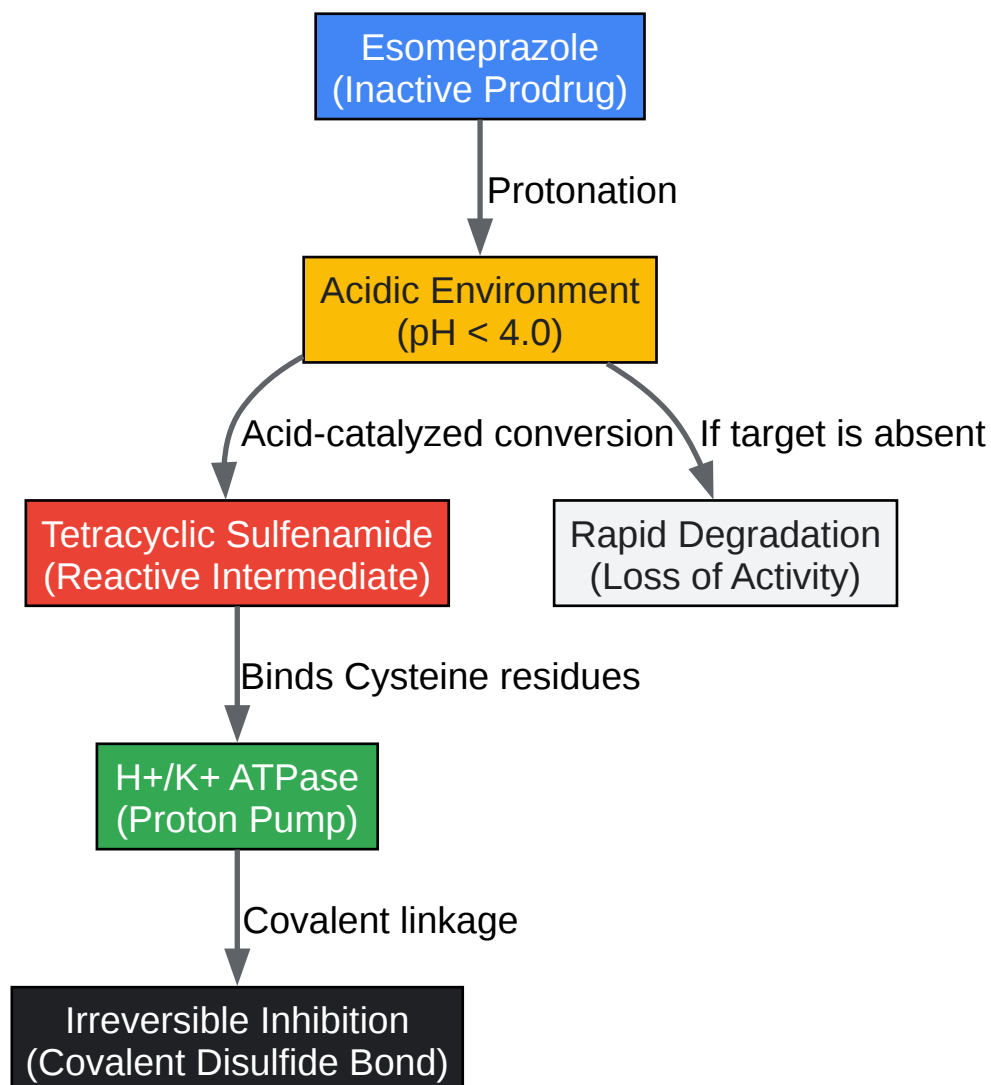 Esomeprazole
(Inactive Prodrug)
Protonation
Acidic Environment
(pH < 4.0)
Acid-catalyzed conversion
If target is absent
Tetracyclic Sulfenamide
(Reactive Intermediate)
Rapid Degradation
(Loss of Activity)
Binds Cysteine residues
H+/K+ ATPase
(Proton Pump)
Covalent linkage
Irreversible Inhibition
(Covalent Disulfide Bond)